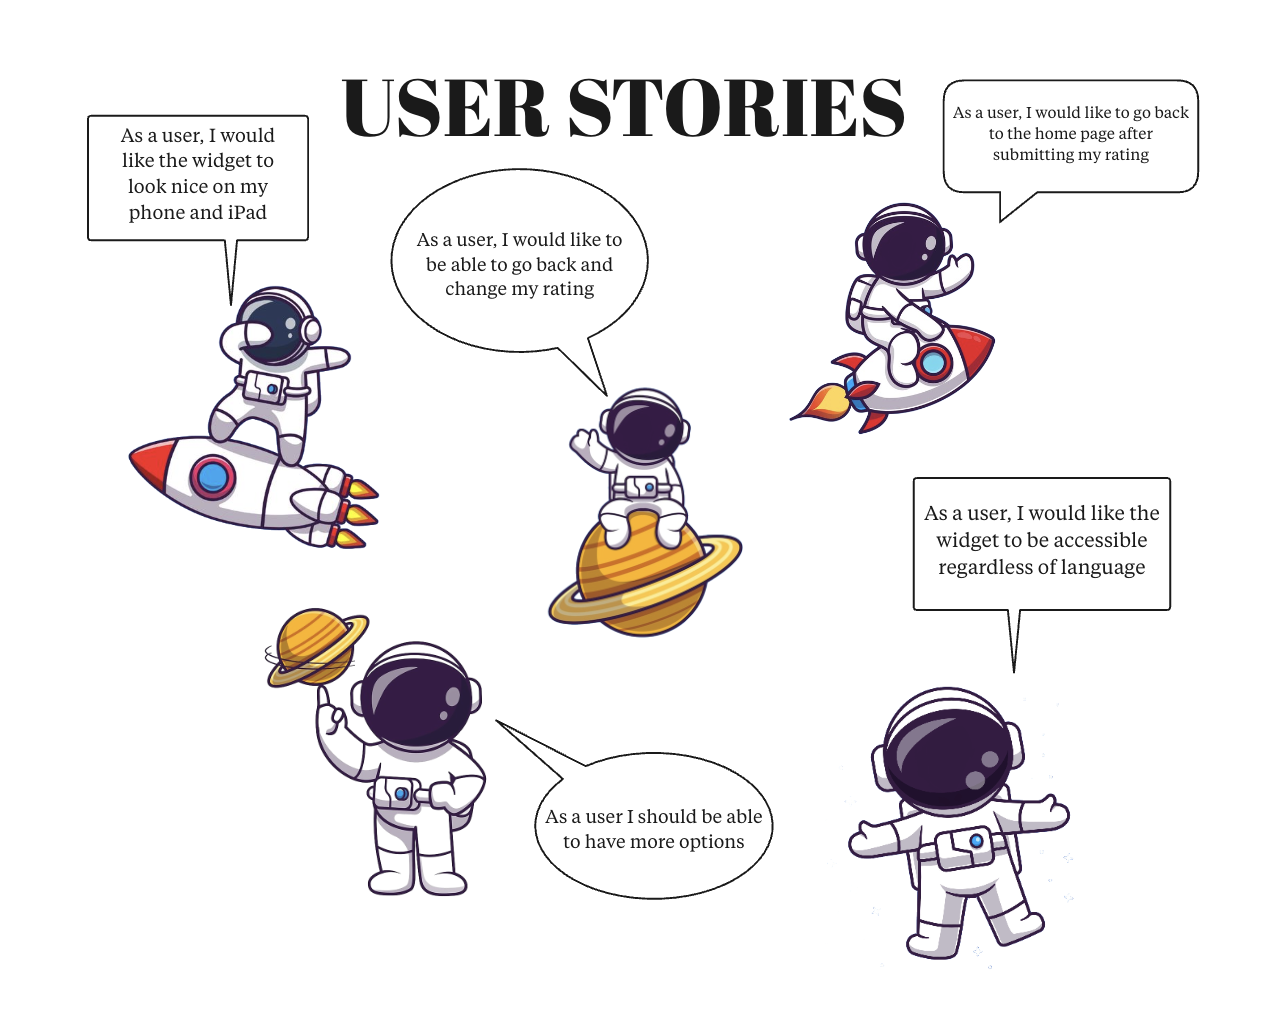 USER STORIES
As a user, I would
like the widget to
look nice on my
phone and iPad
As a user, I would like to
be able to go back and
change my rating
As a user, I would like to go back
to the home page after
submitting my rating
As a user, I would like the
widget to be accessible
regardless of language
As a user I should be able
to have more options